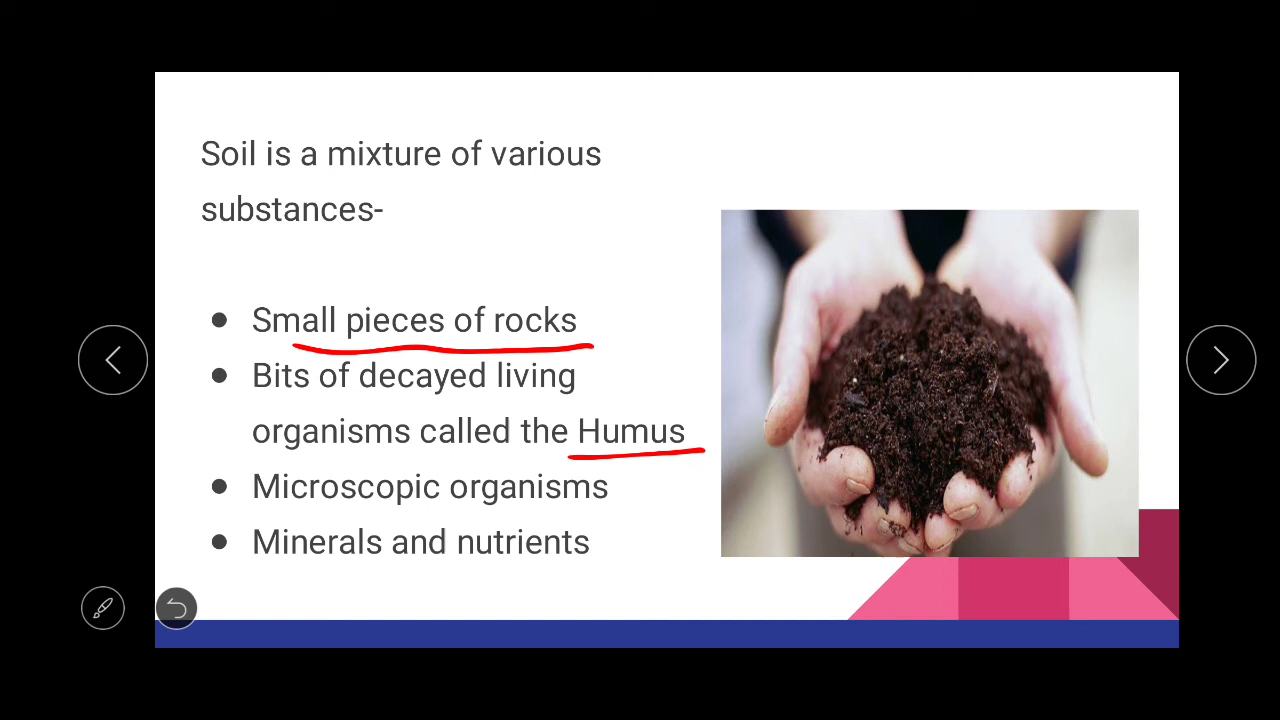 Soil is a mixture of various
substances-
● Small pieces of rocks
● Bits of decayed living
organisms called the Humus
● Microscopic organisms
● Minerals and nutrients